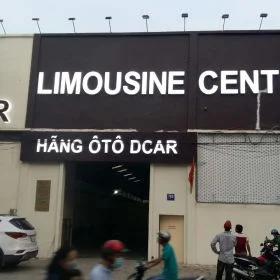 LIMOUSINE CENT
R
HÃNG ÔTÔ DCAR